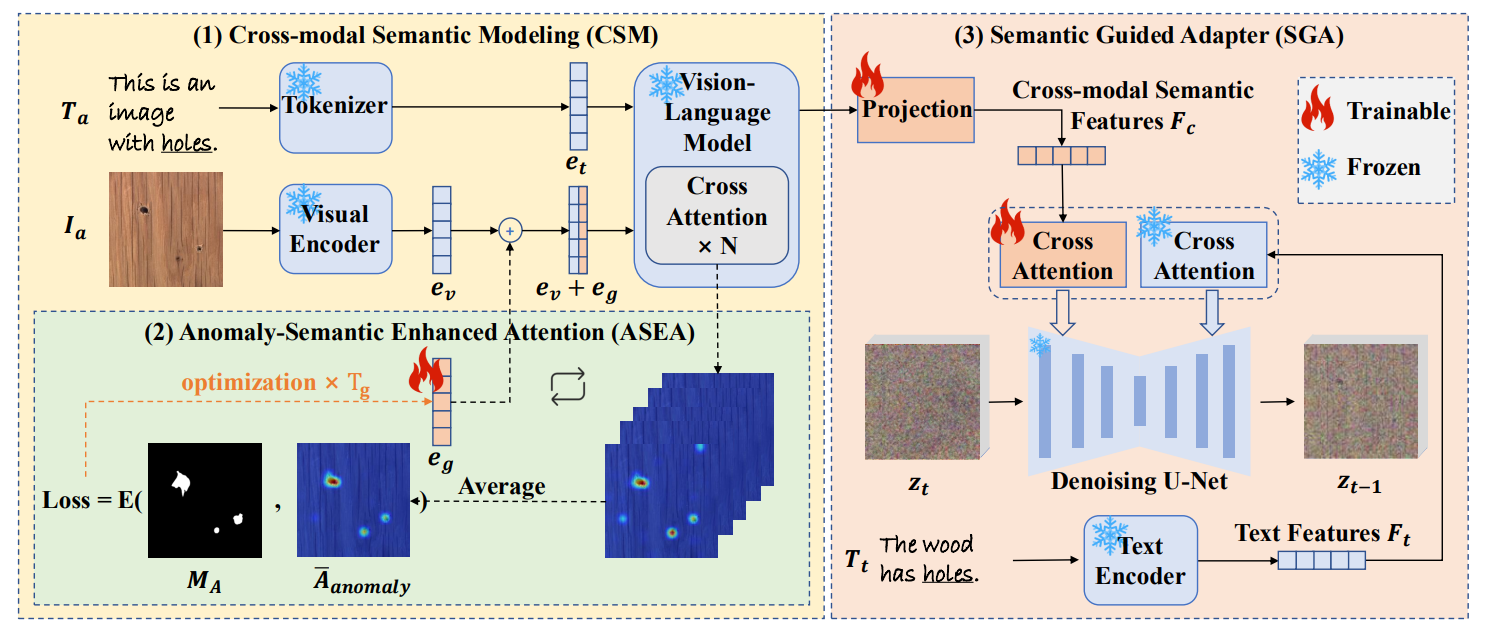 (1) Cross-modal Semantic Modeling (CSM)
T_a
This is an
image
with holes.
Tokenizer
e_t
Vision-
Language
Model
Cross
Attention
× N
I_a
Visual
Encoder
e_v
+
e_v + e_g
(2) Anomaly-Semantic Enhanced Attention (ASEA)
optimization × T_g
e_g
Loss = E(
,
)
Average
M_A
A̅_anomaly
(3) Semantic Guided Adapter (SGA)
Projection
Cross-modal Semantic
Features F_c
Trainable
Frozen
Cross
Attention
Cross
Attention
z_t
Denoising U-Net
z_{t−1}
T_t
The wood
has holes.
Text
Encoder
Text Features F_t